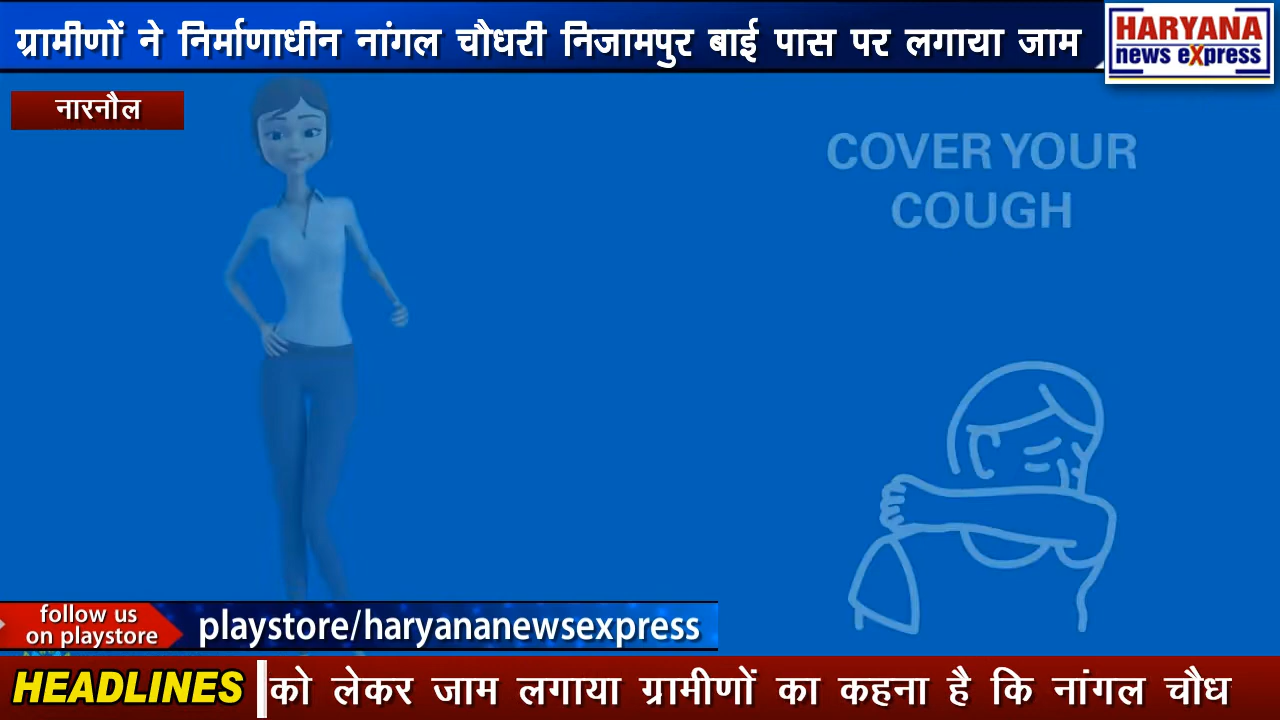 ग्रामीणों ने निर्माणाधीन नांगल चौधरी निजामपुर बाई पास पर लगाया जाम
HARYANA
news eXpress
नारनौल
COVER YOUR
COUGH
follow us
on playstore
playstore/haryananewsexpress
HEADLINES
को लेकर जाम लगाया ग्रामीणों का कहना है कि नांगल चौध